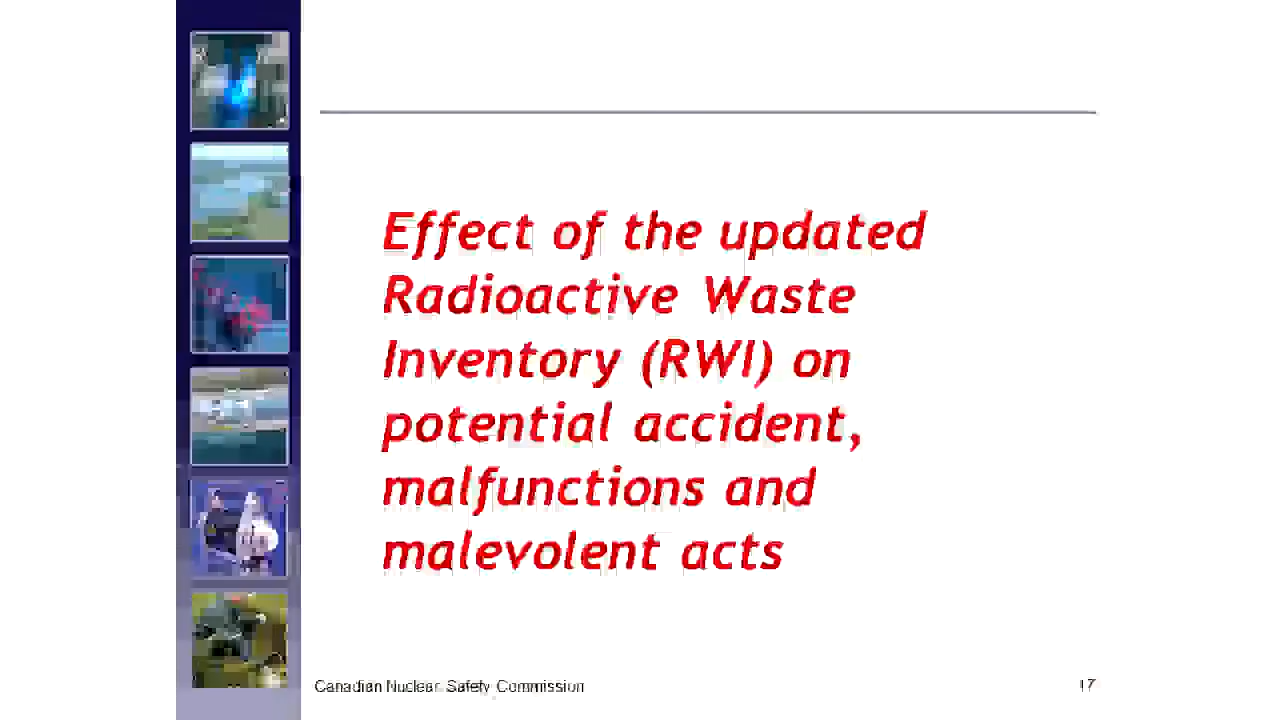 Effect of the updated
Radioactive Waste
Inventory (RWI) on
potential accident,
malfunctions and
malevolent acts
Canadian Nuclear Safety Commission
17